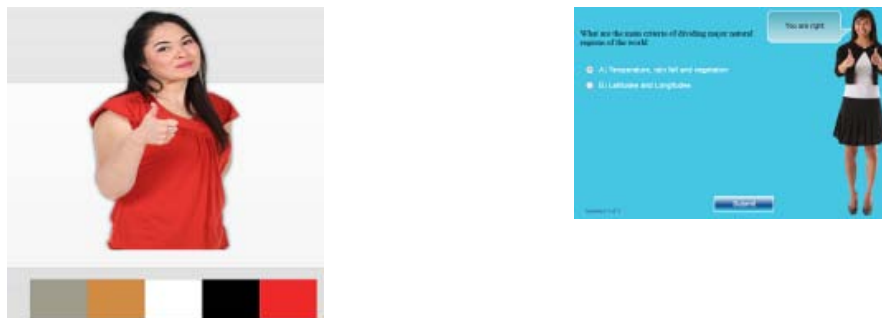 You are right
What are the main criteria of dividing major natural
regions of the world
A) Temperature, rain fall and vegetation
B) Latitudes and Longitudes
Submit